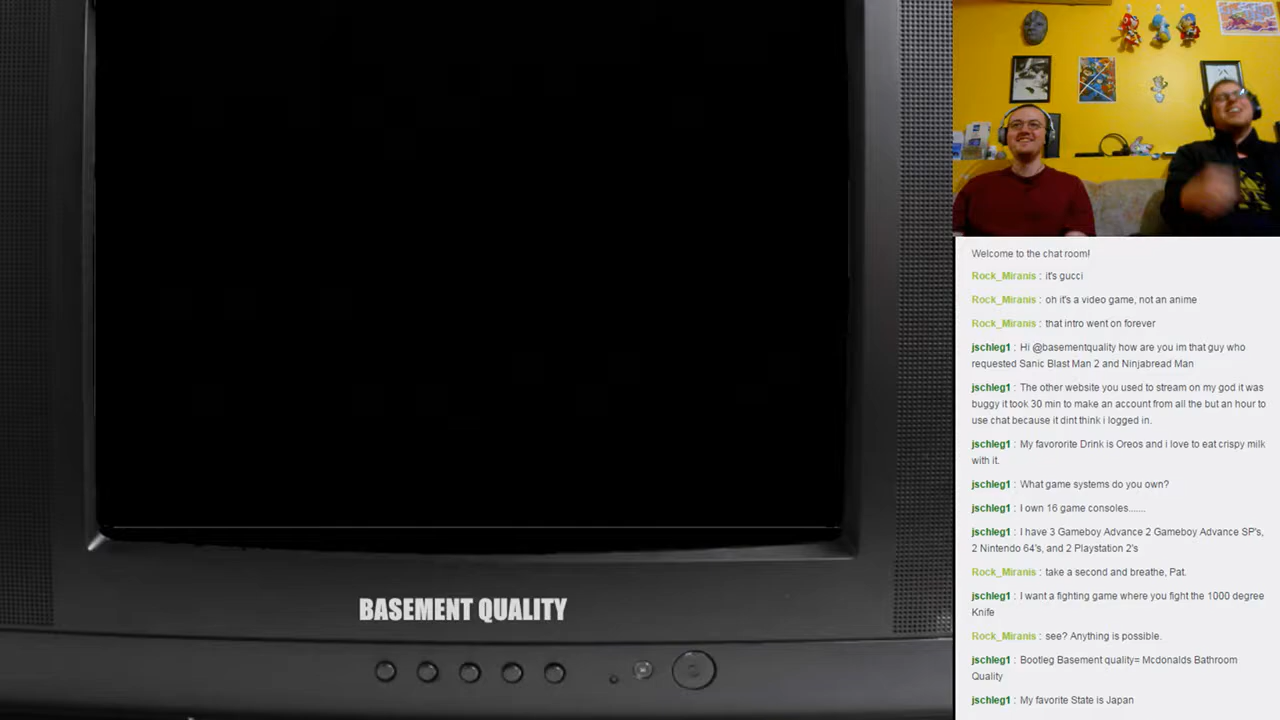 BASEMENT QUALITY
Welcome to the chat room!
Rock_Miranis : it's gucci
Rock_Miranis : oh it's a video game, not an anime
Rock_Miranis : that intro went on forever
jschleg1 : Hi @basementquality how are you im that guy who
requested Sanic Blast Man 2 and Ninjabread Man
jschleg1 : The other website you used to stream on my god it was
buggy it took 30 min to make an account from all the but an hour to
use chat because it dint think i logged in.
jschleg1 : My favororite Drink is Oreos and i love to eat crispy milk
with it.
jschleg1 : What game systems do you own?
jschleg1 : I own 16 game consoles.......
jschleg1 : I have 3 Gameboy Advance 2 Gameboy Advance SP's,
2 Nintendo 64's, and 2 Playstation 2's
Rock_Miranis : take a second and breathe, Pat.
jschleg1 : I want a fighting game where you fight the 1000 degree
Knife
Rock_Miranis : see? Anything is possible.
jschleg1 : Bootleg Basement quality= Mcdonalds Bathroom
Quality
jschleg1 : My favorite State is Japan